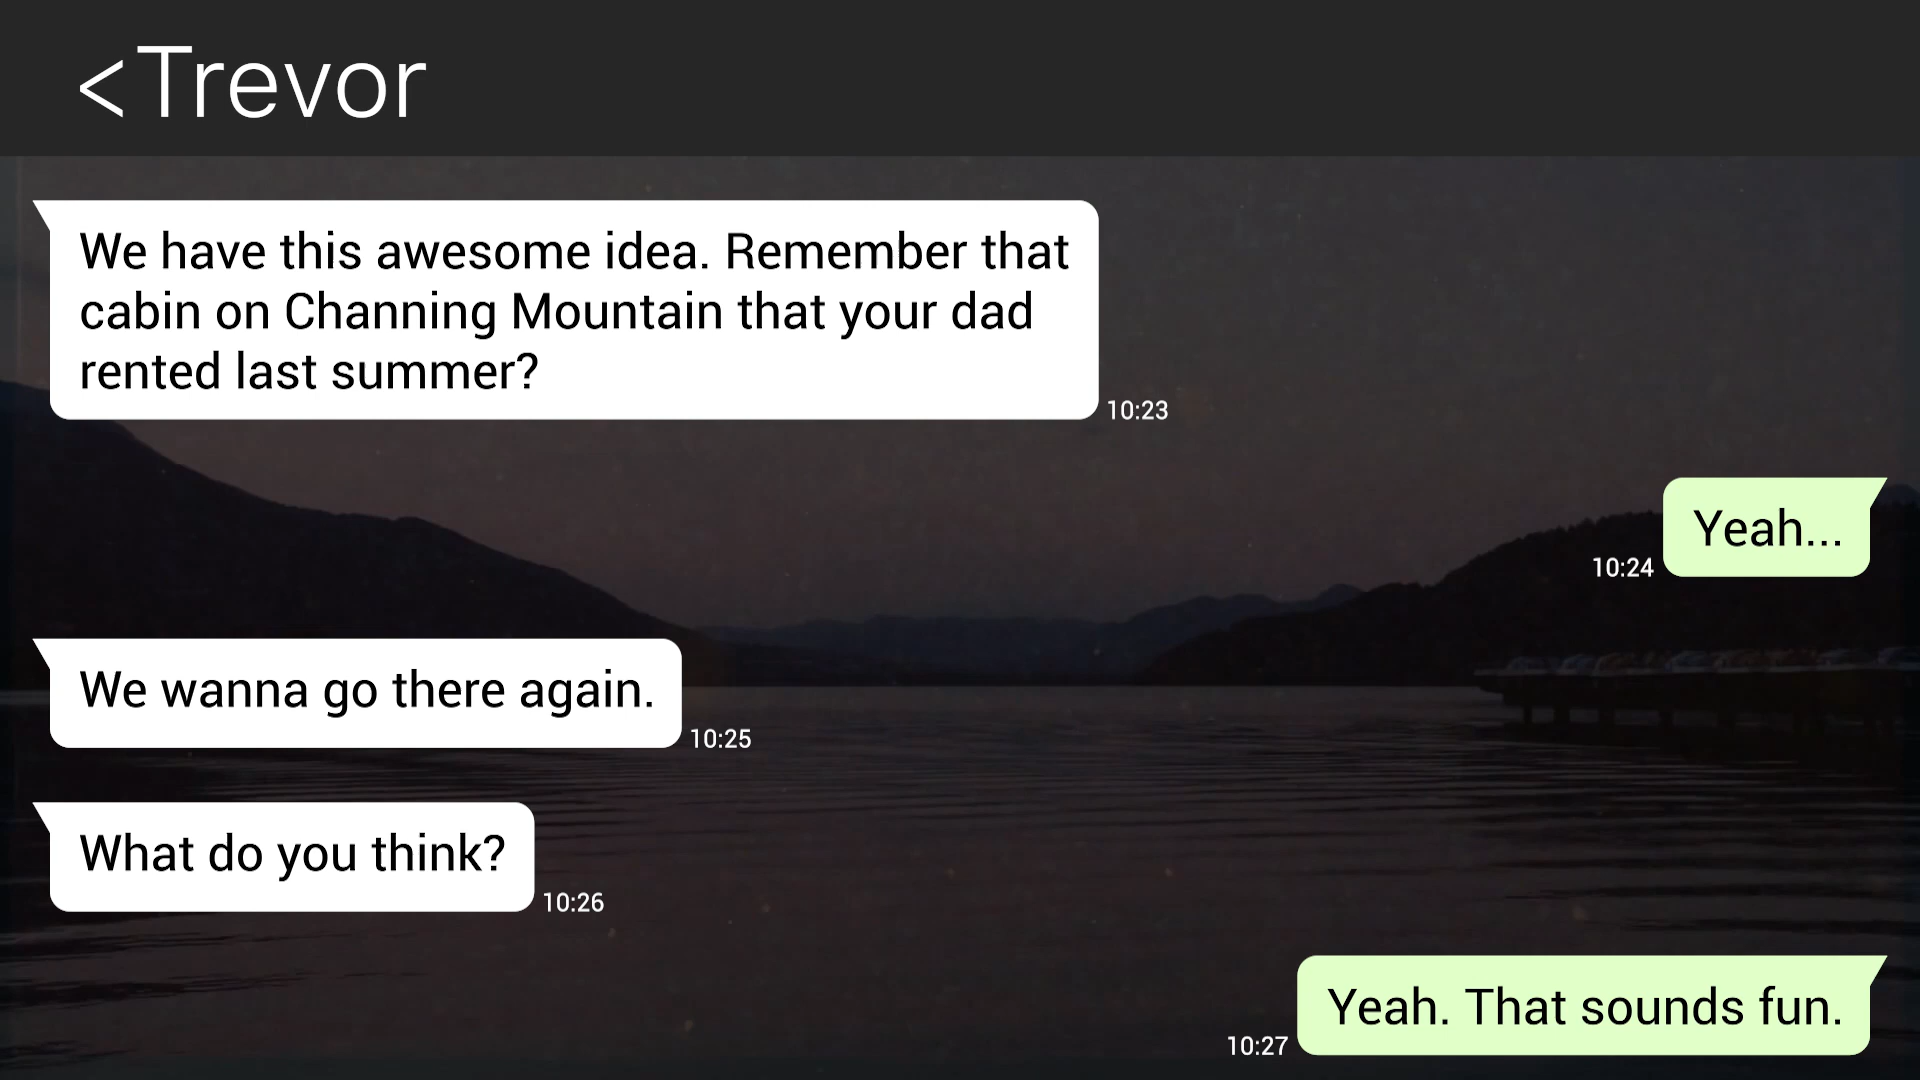 <Trevor
We have this awesome idea. Remember that
cabin on Channing Mountain that your dad
rented last summer?
10:23
Yeah...
10:24
We wanna go there again.
10:25
What do you think?
10:26
Yeah. That sounds fun.
10:27